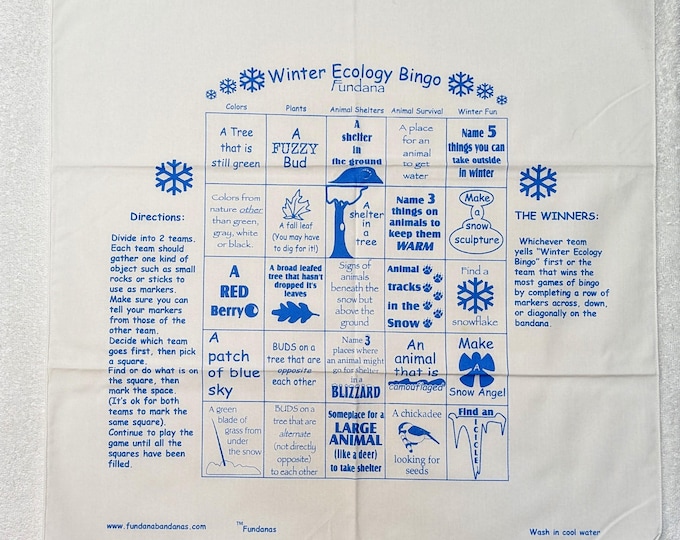 Winter Ecology Bingo
Fundana
Colors Plants Animal Shelters Animal Survival Winter Fun
A Tree
that is
still green
A
FUZZY
Bud
A
shelter
in
the ground
A place
for an
animal
to get
water
Name 5
things you can
take outside
in winter
Colors from
nature other
than green,
gray, white
or black.
A fall leaf
(You may have
to dig for it!)
A
shelter
in a
tree
Name 3
things on
animals to
keep them
WARM
Make
a
snow
sculpture
A
RED
Berry
A broad leafed
tree that hasn't
dropped it's
leaves
Signs of
animals
beneath the
snow but
above the
ground
Animal
tracks
in the
Snow
Find a
snowflake
A
patch
of blue
sky
BUDS on a
tree that are
opposite
each other
Name 3
places where
an animal might
go for shelter
in a
BLIZZARD
An
animal
that is
camouflaged
Make
A
Snow Angel
A green
blade of
grass from
under the
snow
BUDS on a
tree that are
alternate
(not directly
opposite)
to each other
Someplace for a
LARGE
ANIMAL
(like a deer)
to take shelter
A chickadee
looking for
seeds
Find an
ICICLE
Directions:
Divide into 2 teams.
Each team should
gather one kind of
object such as small
rocks or sticks to
use as markers.
Make sure you can
tell your markers
from those of the
other team.
Decide which team
goes first, then pick
a square.
Find or do what is on
the square, then
mark the space.
(It's ok for both
teams to mark the
same square).
Continue to play the
game until all the
squares have been
filled.
THE WINNERS:
Whichever team
yells "Winter Ecology
Bingo" first or the
team that wins the
most games of bingo
by completing a row of
markers across, down,
or diagonally on the
bandana.
www.fundanabandanas.com
™Fundanas
Wash in cool water